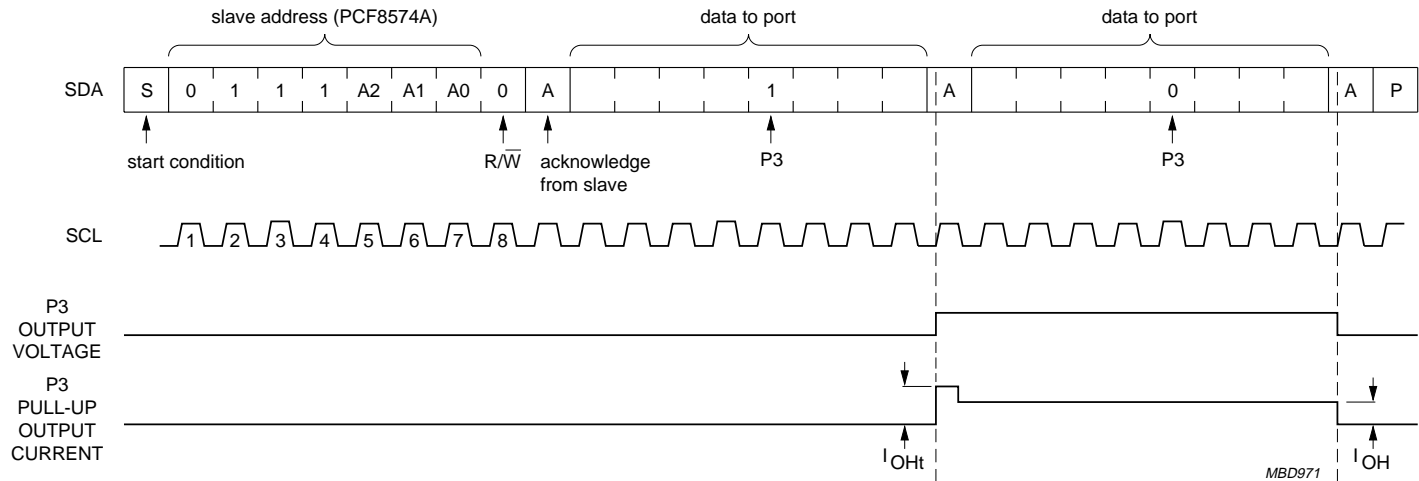 slave address (PCF8574A) data to port data to port
SDA S 0 1 1 1 A2 A1 A0 0 A 1 A 0 A P
start condition R/W̅ acknowledge from slave P3 P3
SCL 1 2 3 4 5 6 7 8
P3
OUTPUT
VOLTAGE
P3
PULL-UP
OUTPUT
CURRENT
I OHt
I OH
MBD971